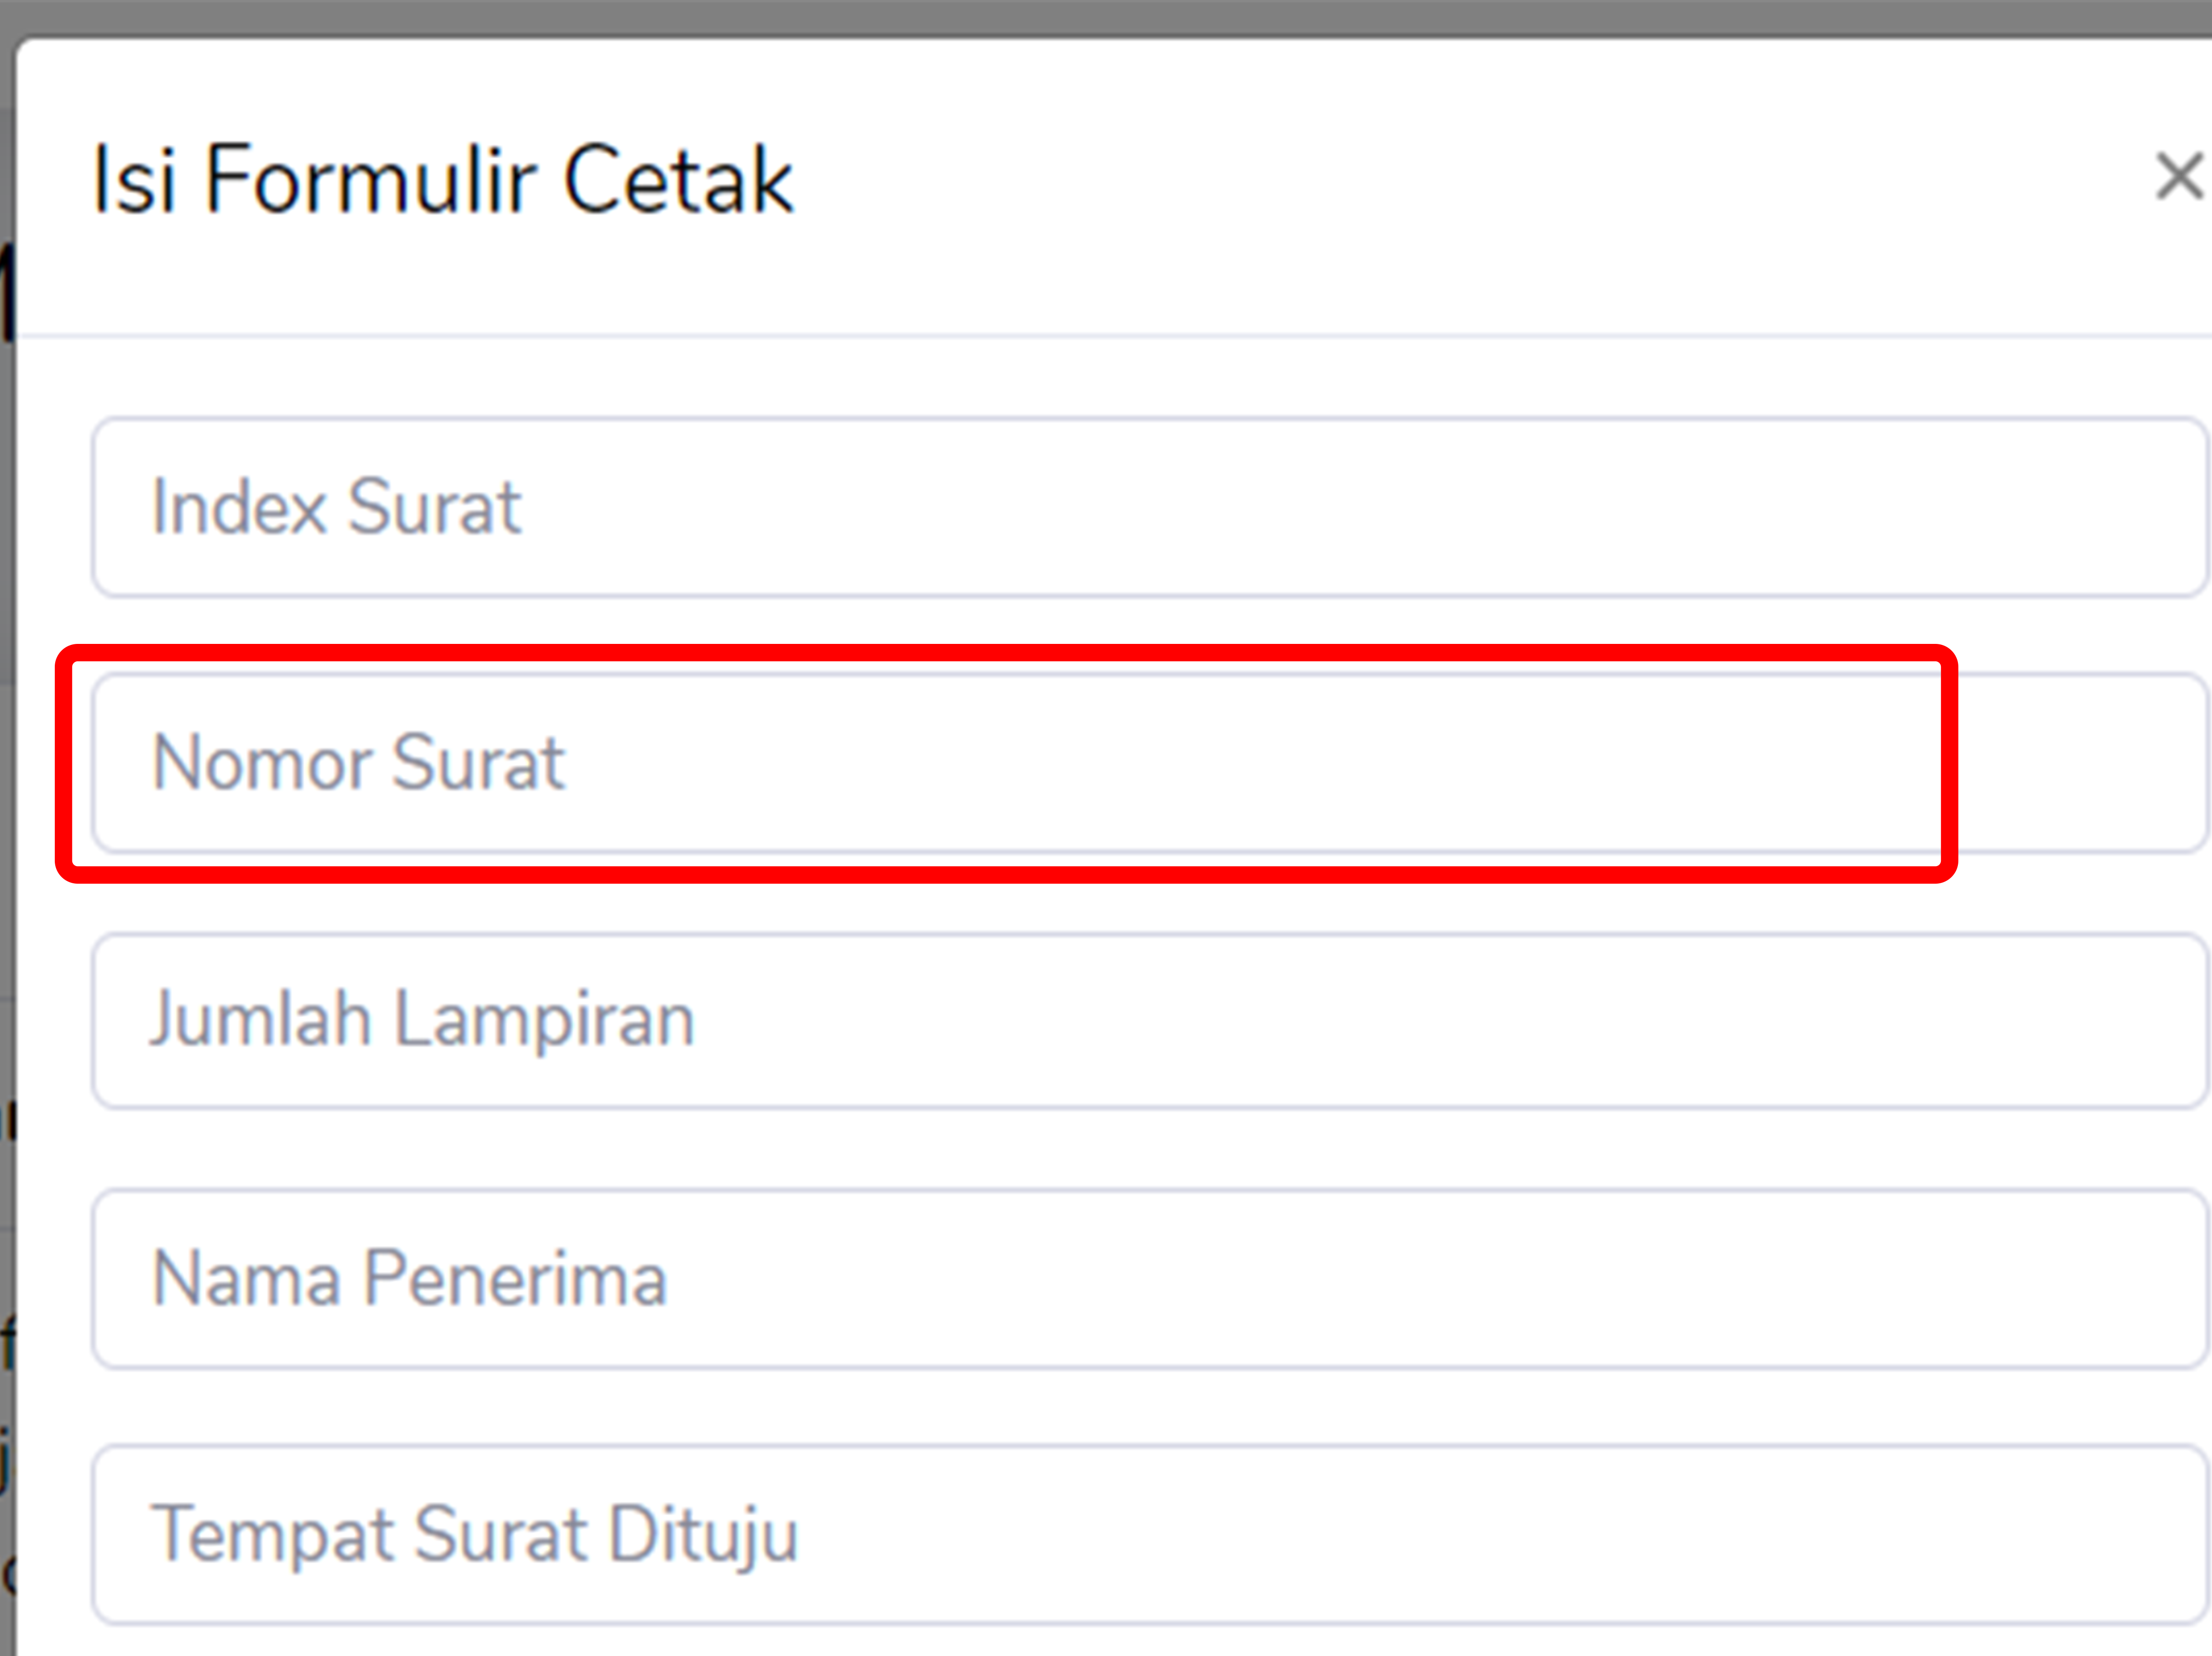 Isi Formulir Cetak
Index Surat
Nomor Surat
Jumlah Lampiran
Nama Penerima
Tempat Surat Dituju